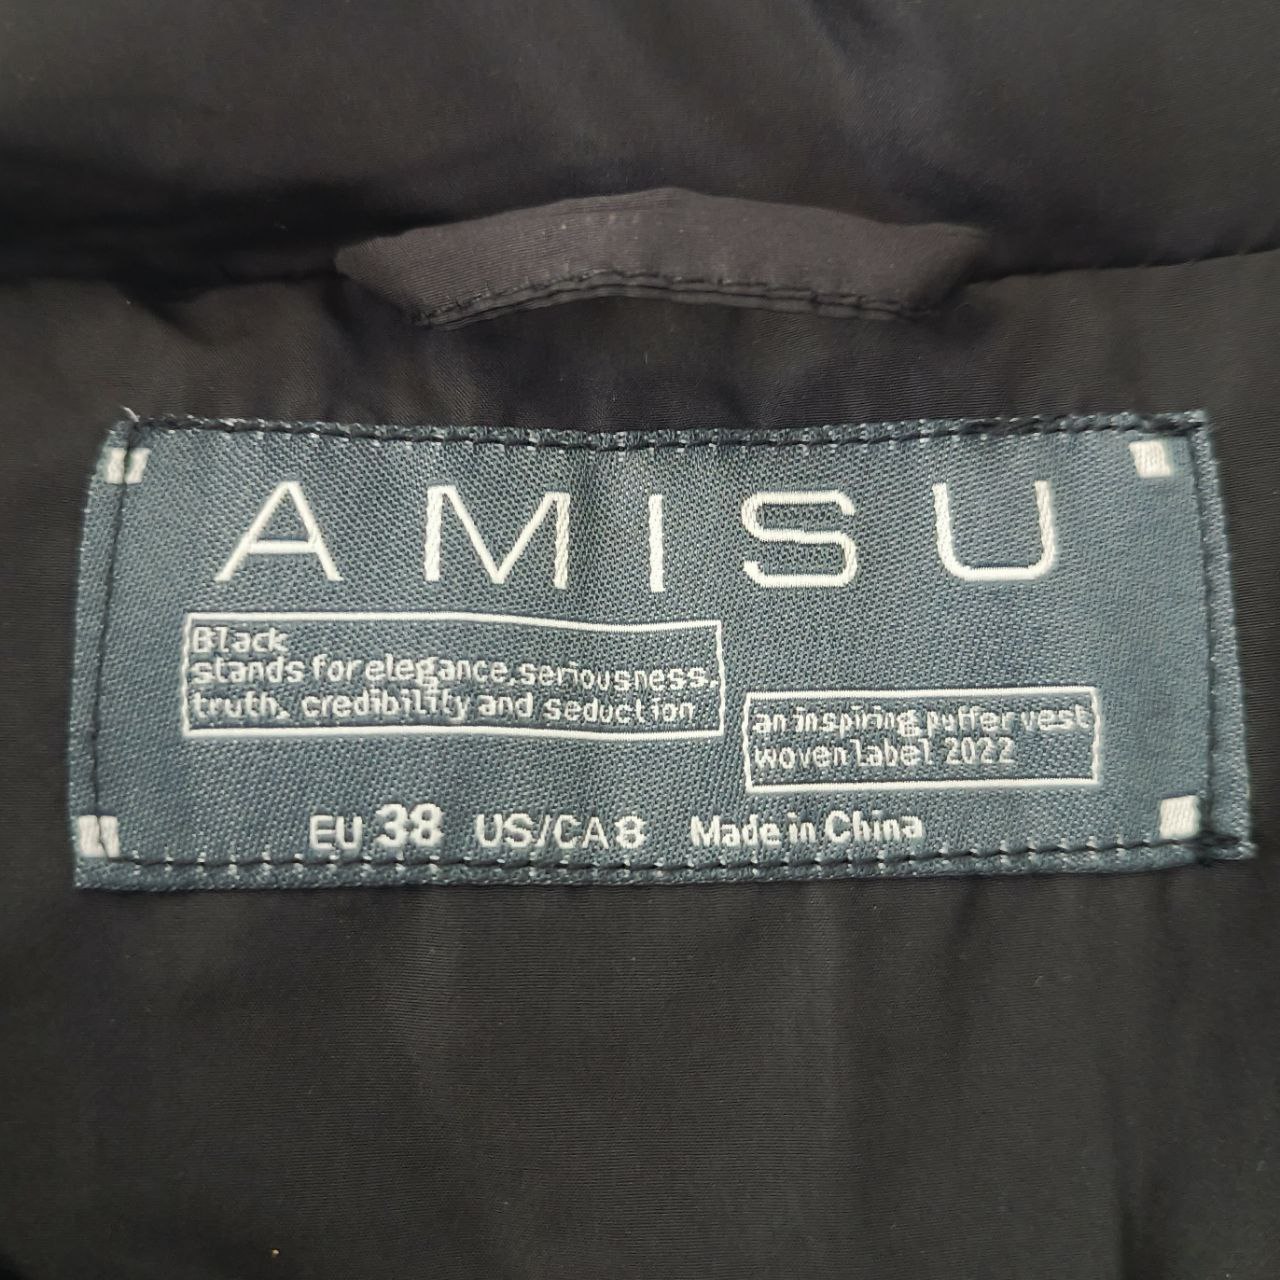 AMISU
Black
stands for elegance, seriousness,
truth, credibility and seduction
an inspiring puffer vest
woven label 2022
EU 38 US/CA 8 Made in China